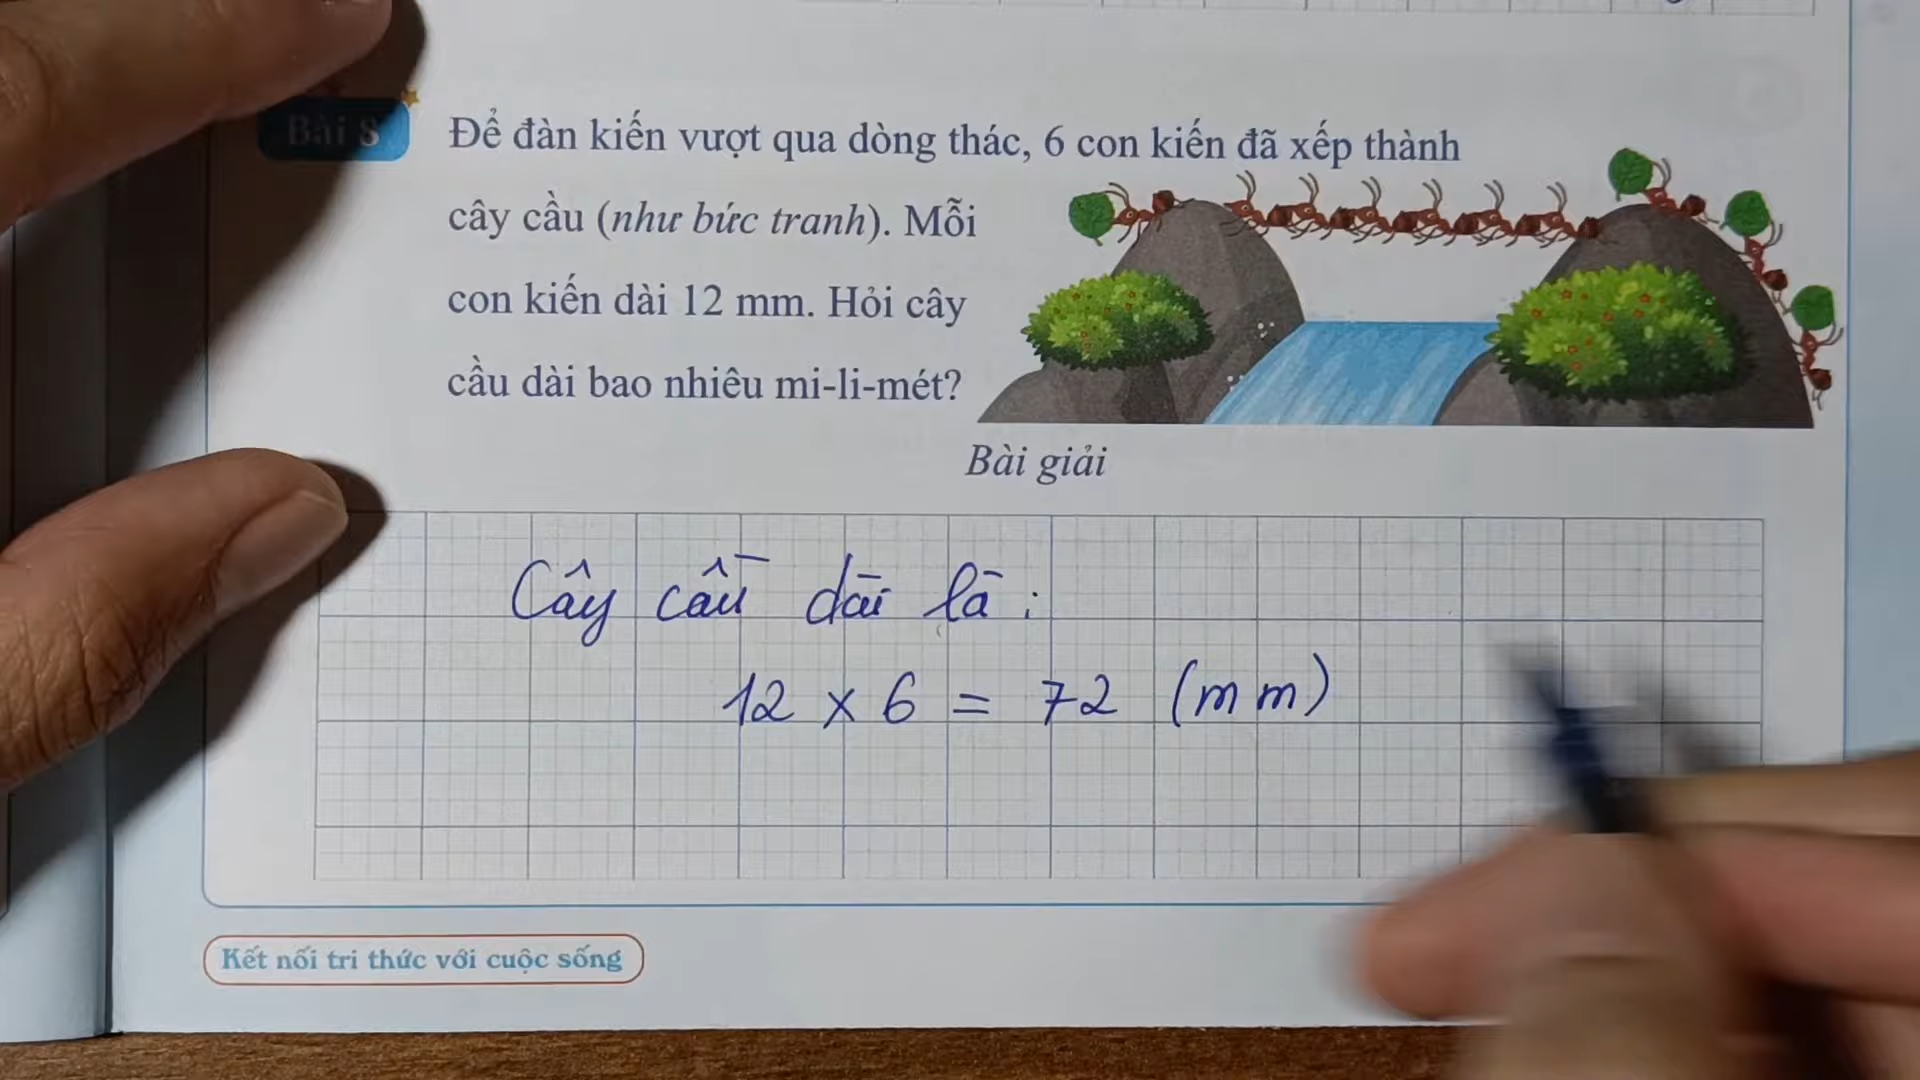 Bài 8
Để đàn kiến vượt qua dòng thác, 6 con kiến đã xếp thành
cây cầu (như bức tranh). Mỗi
con kiến dài 12 mm. Hỏi cây
cầu dài bao nhiêu mi-li-mét?
Bài giải
Cây cầu dài là :
12 x 6 = 72 (mm)
Kết nối tri thức với cuộc sống